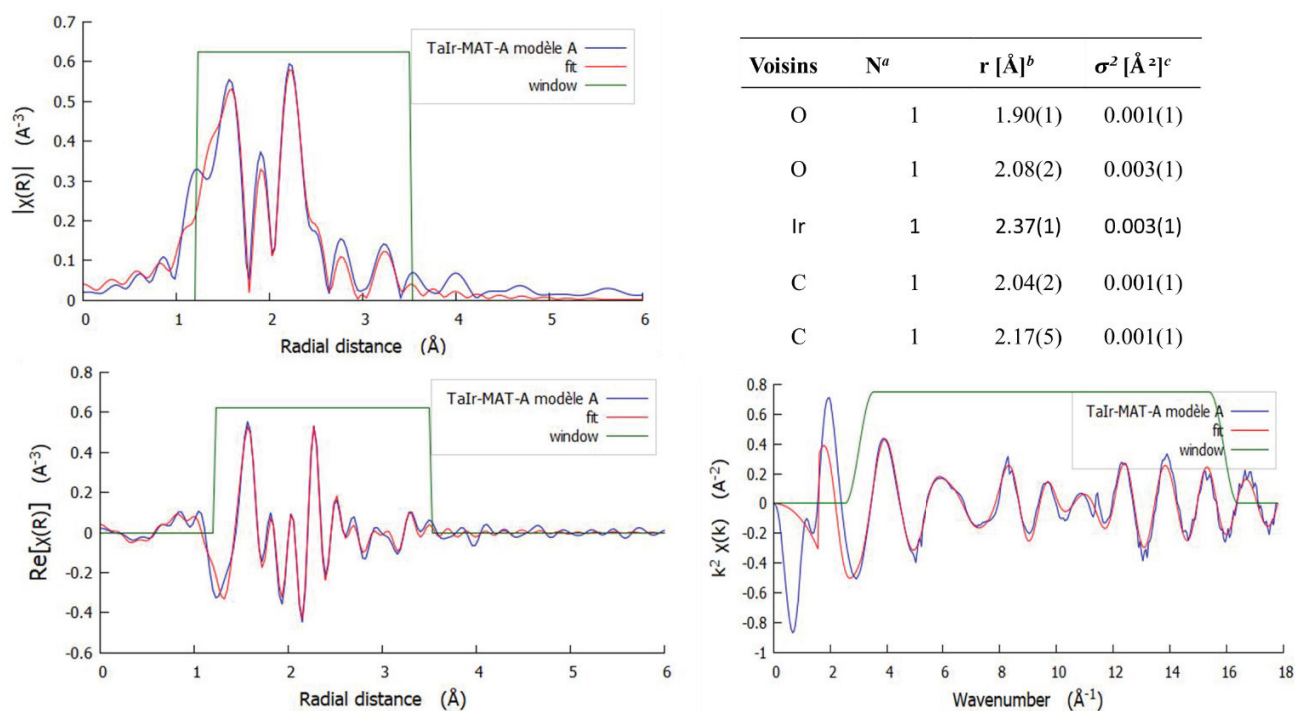 0.7
0.6
0.5
0.4
0.3
0.2
0.1
0
|χ(R)| (A⁻³)
TaIr-MAT-A modèle A
fit
window
0 1 2 3 4 5 6
Radial distance (Å)
Voisins Nᵃ r [Å]ᵇ σ² [Å²]ᶜ
O 1 1.90(1) 0.001(1)
O 1 2.08(2) 0.003(1)
Ir 1 2.37(1) 0.003(1)
C 1 2.04(2) 0.001(1)
C 1 2.17(5) 0.001(1)
0.8
0.6
0.4
0.2
0
-0.2
-0.4
-0.6
Re[χ(R)] (A⁻³)
TaIr-MAT-A modèle A
fit
window
0 1 2 3 4 5 6
Radial distance (Å)
0.8
0.6
0.4
0.2
0
-0.2
-0.4
-0.6
-0.8
-1
k² χ(k) (A⁻²)
TaIr-MAT-A modèle A
fit
window
0 2 4 6 8 10 12 14 16 18
Wavenumber (Å⁻¹)